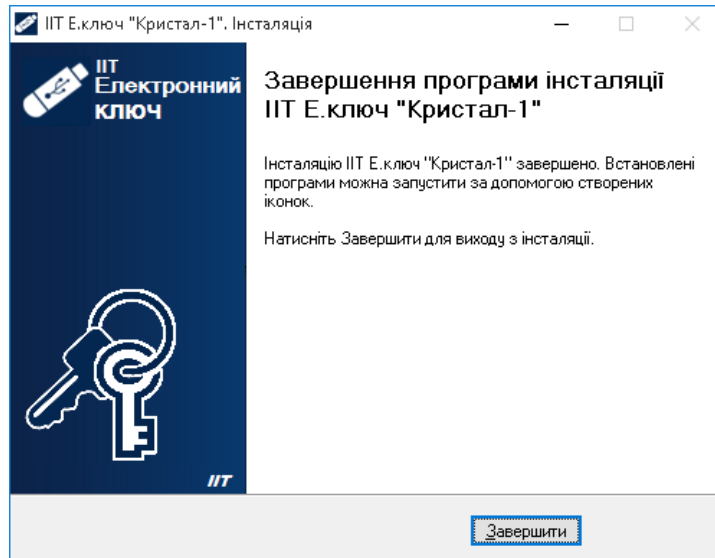 ІІТ Е.ключ "Кристал-1". Інсталяція
ІІТ
Електронний
ключ
Завершення програми інсталяції
ІІТ Е.ключ "Кристал-1"
Інсталяцію ІІТ Е.ключ "Кристал-1" завершено. Встановлені
програми можна запустити за допомогою створених
іконок.
Натисніть Завершити для виходу з інсталяції.
ІІТ
Завершити